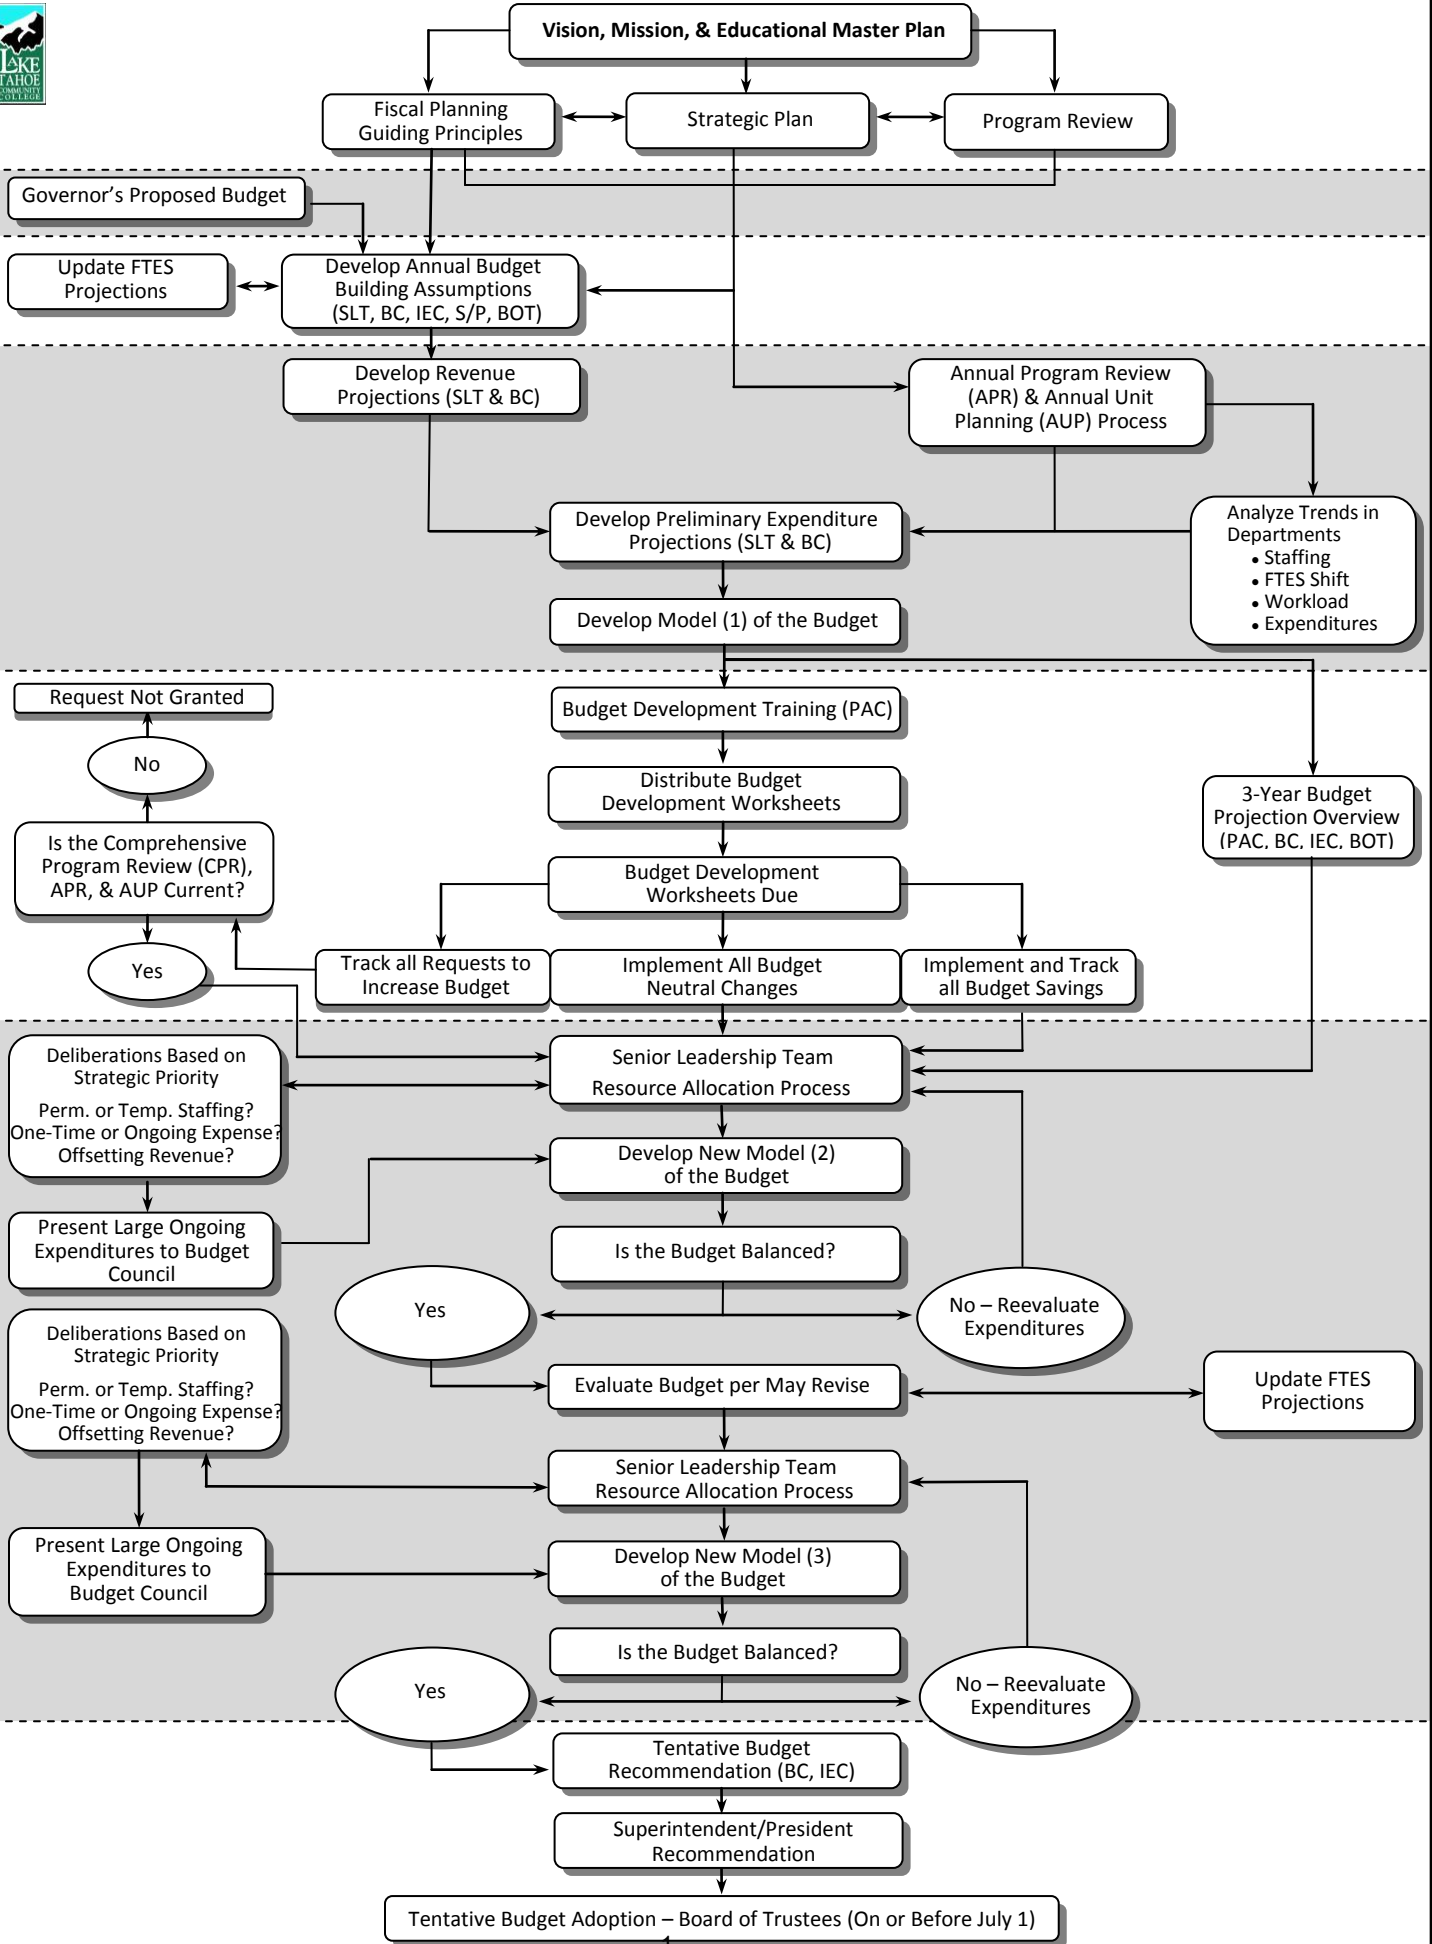 LAKE
TAHOE
COMMUNITY
COLLEGE
Vision, Mission, & Educational Master Plan
Fiscal Planning
Guiding Principles
Strategic Plan
Program Review
Governor’s Proposed Budget
Update FTES
Projections
Develop Annual Budget
Building Assumptions
(SLT, BC, IEC, S/P, BOT)
Develop Revenue
Projections (SLT & BC)
Annual Program Review
(APR) & Annual Unit
Planning (AUP) Process
Develop Preliminary Expenditure
Projections (SLT & BC)
Analyze Trends in
Departments
• Staffing
• FTES Shift
• Workload
• Expenditures
Develop Model (1) of the Budget
Request Not Granted
No
Is the Comprehensive
Program Review (CPR),
APR, & AUP Current?
Yes
Budget Development Training (PAC)
Distribute Budget
Development Worksheets
3-Year Budget
Projection Overview
(PAC, BC, IEC, BOT)
Budget Development
Worksheets Due
Track all Requests to
Increase Budget
Implement All Budget
Neutral Changes
Implement and Track
all Budget Savings
Deliberations Based on
Strategic Priority
Perm. or Temp. Staffing?
One-Time or Ongoing Expense?
Offsetting Revenue?
Senior Leadership Team
Resource Allocation Process
Develop New Model (2)
of the Budget
Present Large Ongoing
Expenditures to Budget
Council
Is the Budget Balanced?
Yes
No – Reevaluate
Expenditures
Deliberations Based on
Strategic Priority
Perm. or Temp. Staffing?
One-Time or Ongoing Expense?
Offsetting Revenue?
Evaluate Budget per May Revise
Update FTES
Projections
Senior Leadership Team
Resource Allocation Process
Present Large Ongoing
Expenditures to
Budget Council
Develop New Model (3)
of the Budget
Is the Budget Balanced?
Yes
No – Reevaluate
Expenditures
Tentative Budget
Recommendation (BC, IEC)
Superintendent/President
Recommendation
Tentative Budget Adoption – Board of Trustees (On or Before July 1)